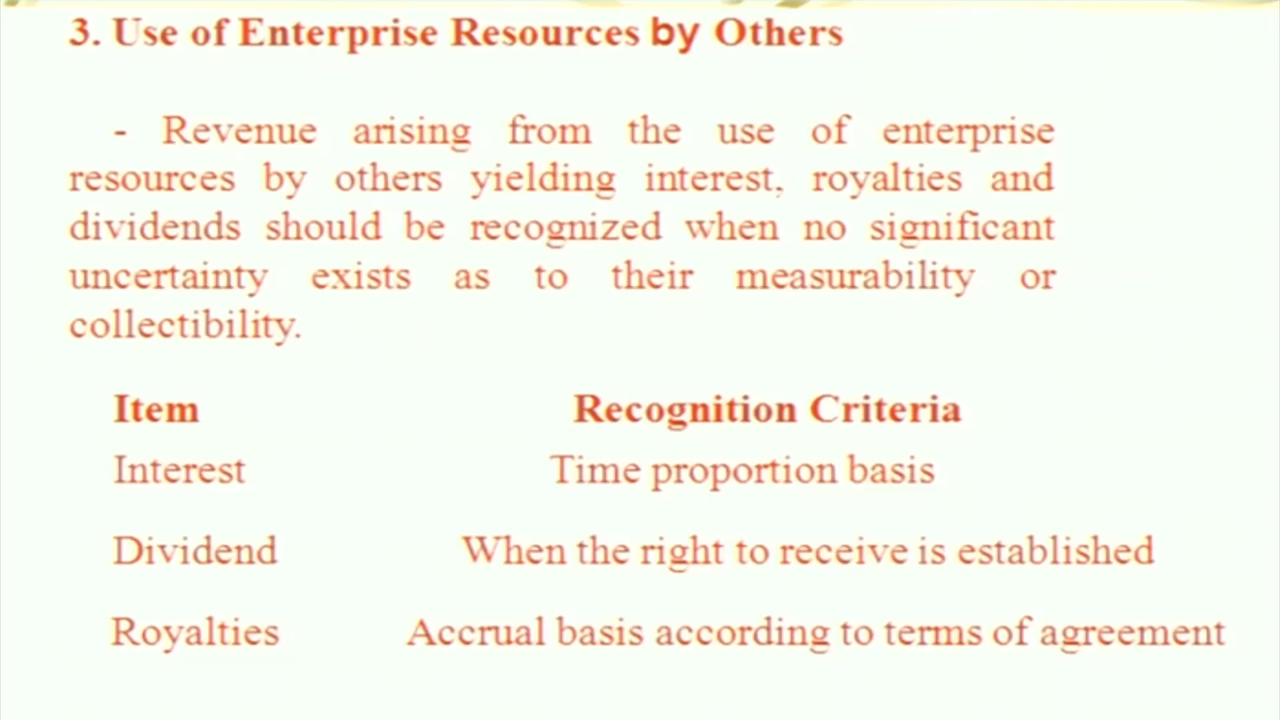 3. Use of Enterprise Resources by Others
- Revenue arising from the use of enterprise
resources by others yielding interest, royalties and
dividends should be recognized when no significant
uncertainty exists as to their measurability or
collectibility.
Item Recognition Criteria
Interest Time proportion basis
Dividend When the right to receive is established
Royalties Accrual basis according to terms of agreement